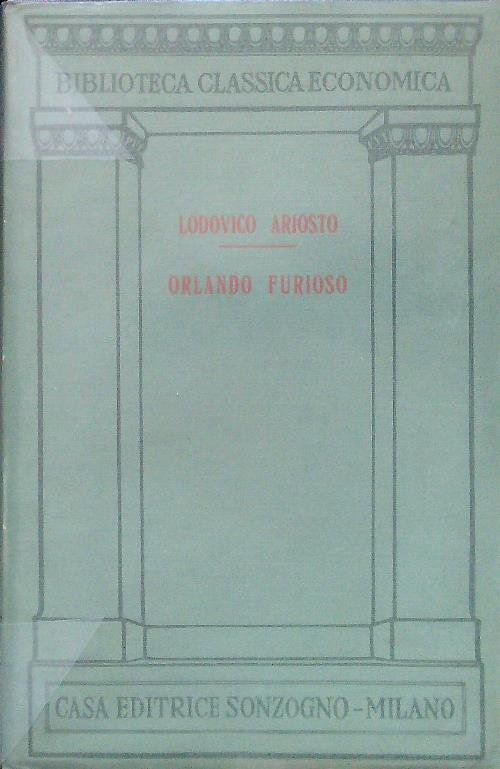 BIBLIOTECA CLASSICA ECONOMICA
LODOVICO ARIOSTO
ORLANDO FURIOSO
CASA EDITRICE SONZOGNO-MILANO